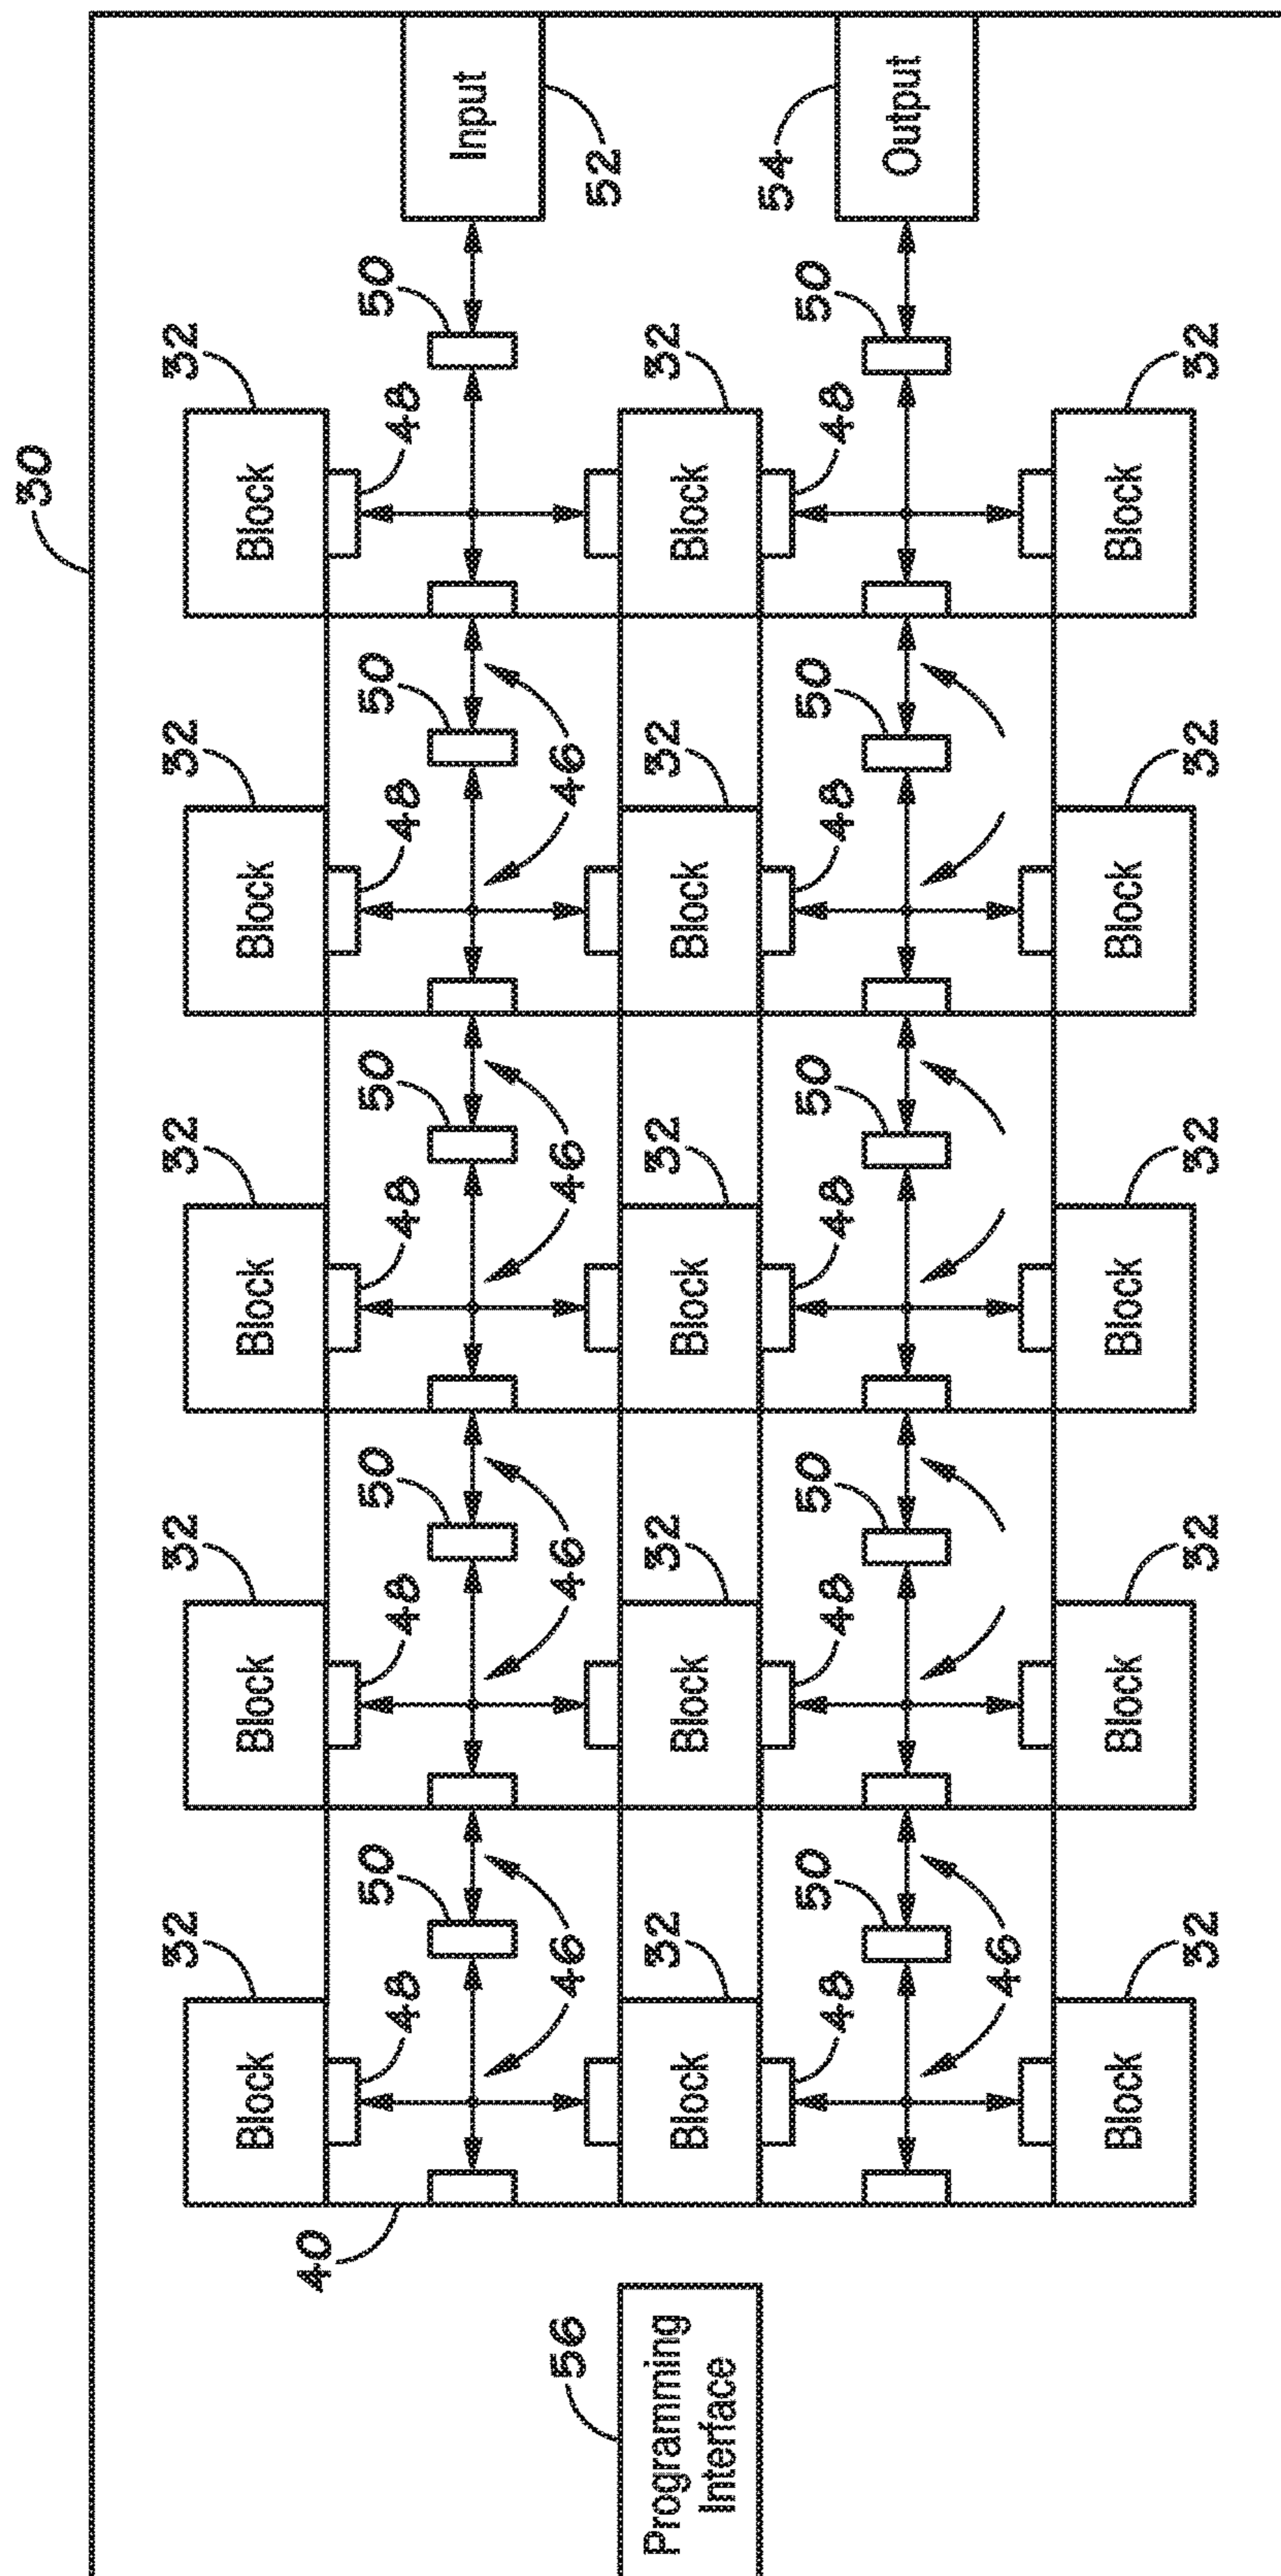 30
32 32 32 32 32
Block Block Block Block Block
40
48 50 48 50 48 50 48 50 48 50
Input
56 46 46 46 46 52
32 32 32 32 32
Programming
Interface
Block Block Block Block Block
54
48 50 48 50 48 50 48 50 48 50
Output
46
Block Block Block Block Block
32 32 32 32 32